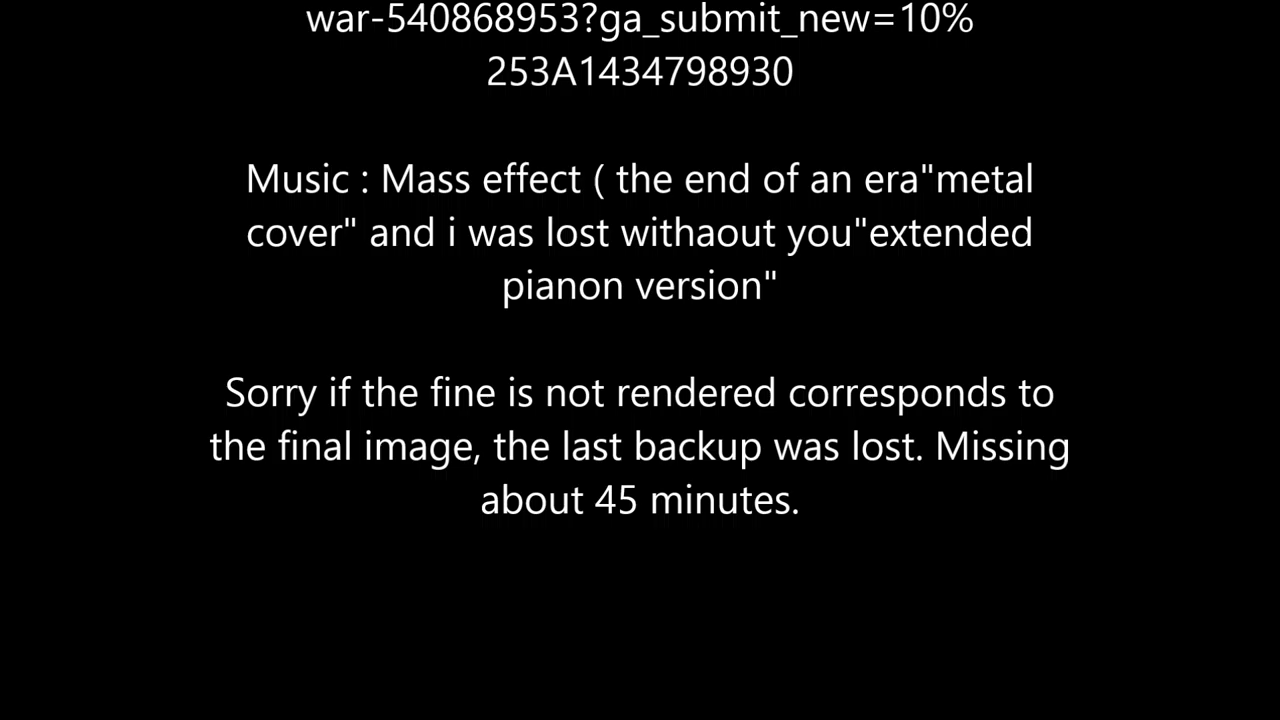 war-540868953?ga_submit_new=10%
253A1434798930
Music : Mass effect ( the end of an era"metal
cover" and i was lost withaout you"extended
pianon version"
Sorry if the fine is not rendered corresponds to
the final image, the last backup was lost. Missing
about 45 minutes.